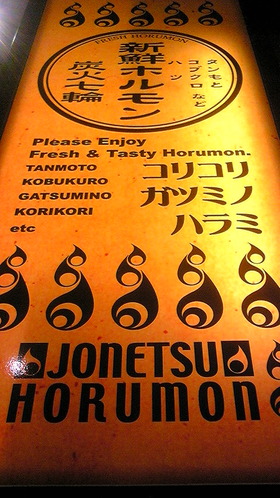 FRESH HORUMON
タンモと
コブクロなど
ハツ
新鮮ホルモン
炭火七輪
Please Enjoy
Fresh & Tasty Horumon.
TANMOTO
KOBUKURO
GATSUMINO
KORIKORI
etc
コリコリ
ガツミノ
ハラミ
JONETSU
HORUMON